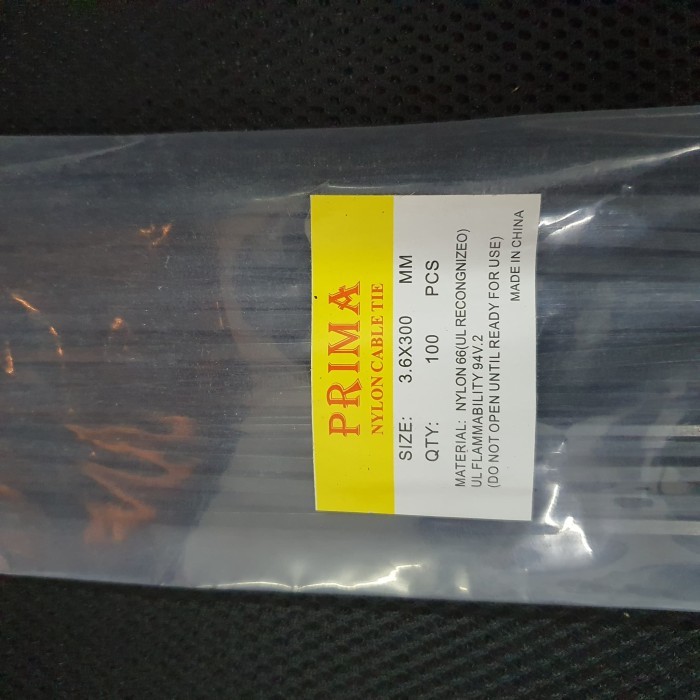 PRIMA
NYLON CABLE TIE
SIZE: 3.6X300 MM
QTY: 100 PCS
MATERIAL: NYLON 66(UL RECONGNIZEO)
UL FLAMMABILITY 94V.2
(DO NOT OPEN UNTIL READY FOR USE)
MADE IN CHINA